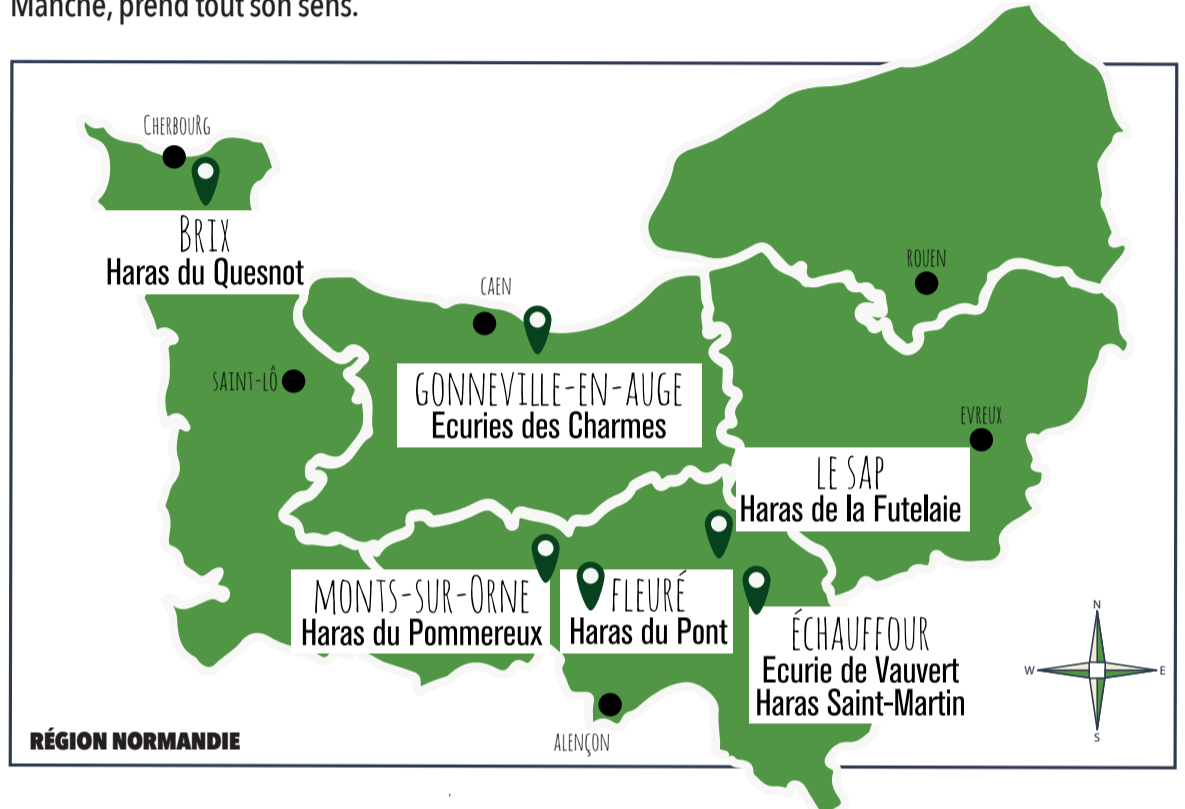 Manche, prend tout son sens.
CHERBOURG
BRIX
Haras du Quesnot
CAEN
ROUEN
SAINT-LÔ
GONNEVILLE-EN-AUGE
Ecuries des Charmes
EVREUX
LE SAP
Haras de la Futelaie
MONTS-SUR-ORNE
Haras du Pommereux
FLEURÉ
Haras du Pont
ÉCHAUFFOUR
Ecurie de Vauvert
Haras Saint-Martin
ALENÇON
N
W
E
S
RÉGION NORMANDIE